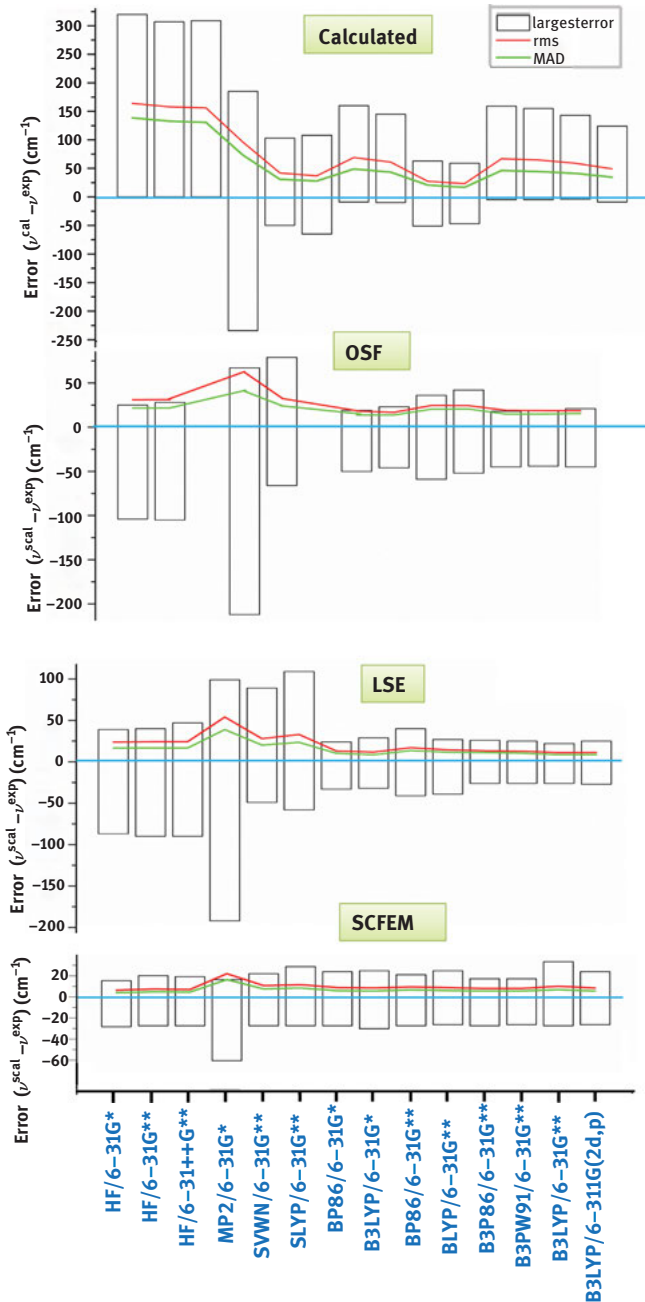 Calculated
largesterror
rms
MAD
300
250
200
150
100
50
0
-50
-100
-150
-200
-250
Error (νcal −νexp) (cm−1)
OSF
50
0
−50
−100
−150
−200
Error (νscal −νexp) (cm−1)
LSE
100
50
0
−50
−100
−150
−200
Error (νscal −νexp) (cm−1)
SCFEM
20
0
−20
−40
−60
Error (νscal −νexp) (cm−1)
HF/6–31G*
HF/6–31G**
HF/6–31++G**
MP2/6–31G*
SVWN/6–31G**
SLYP/6–31G**
BP86/6–31G*
B3LYP/6–31G*
BP86/6–31G**
BLYP/6–31G**
B3P86/6–31G**
B3PW91/6–31G**
B3LYP/6–31G**
B3LYP/6–311G(2d,p)